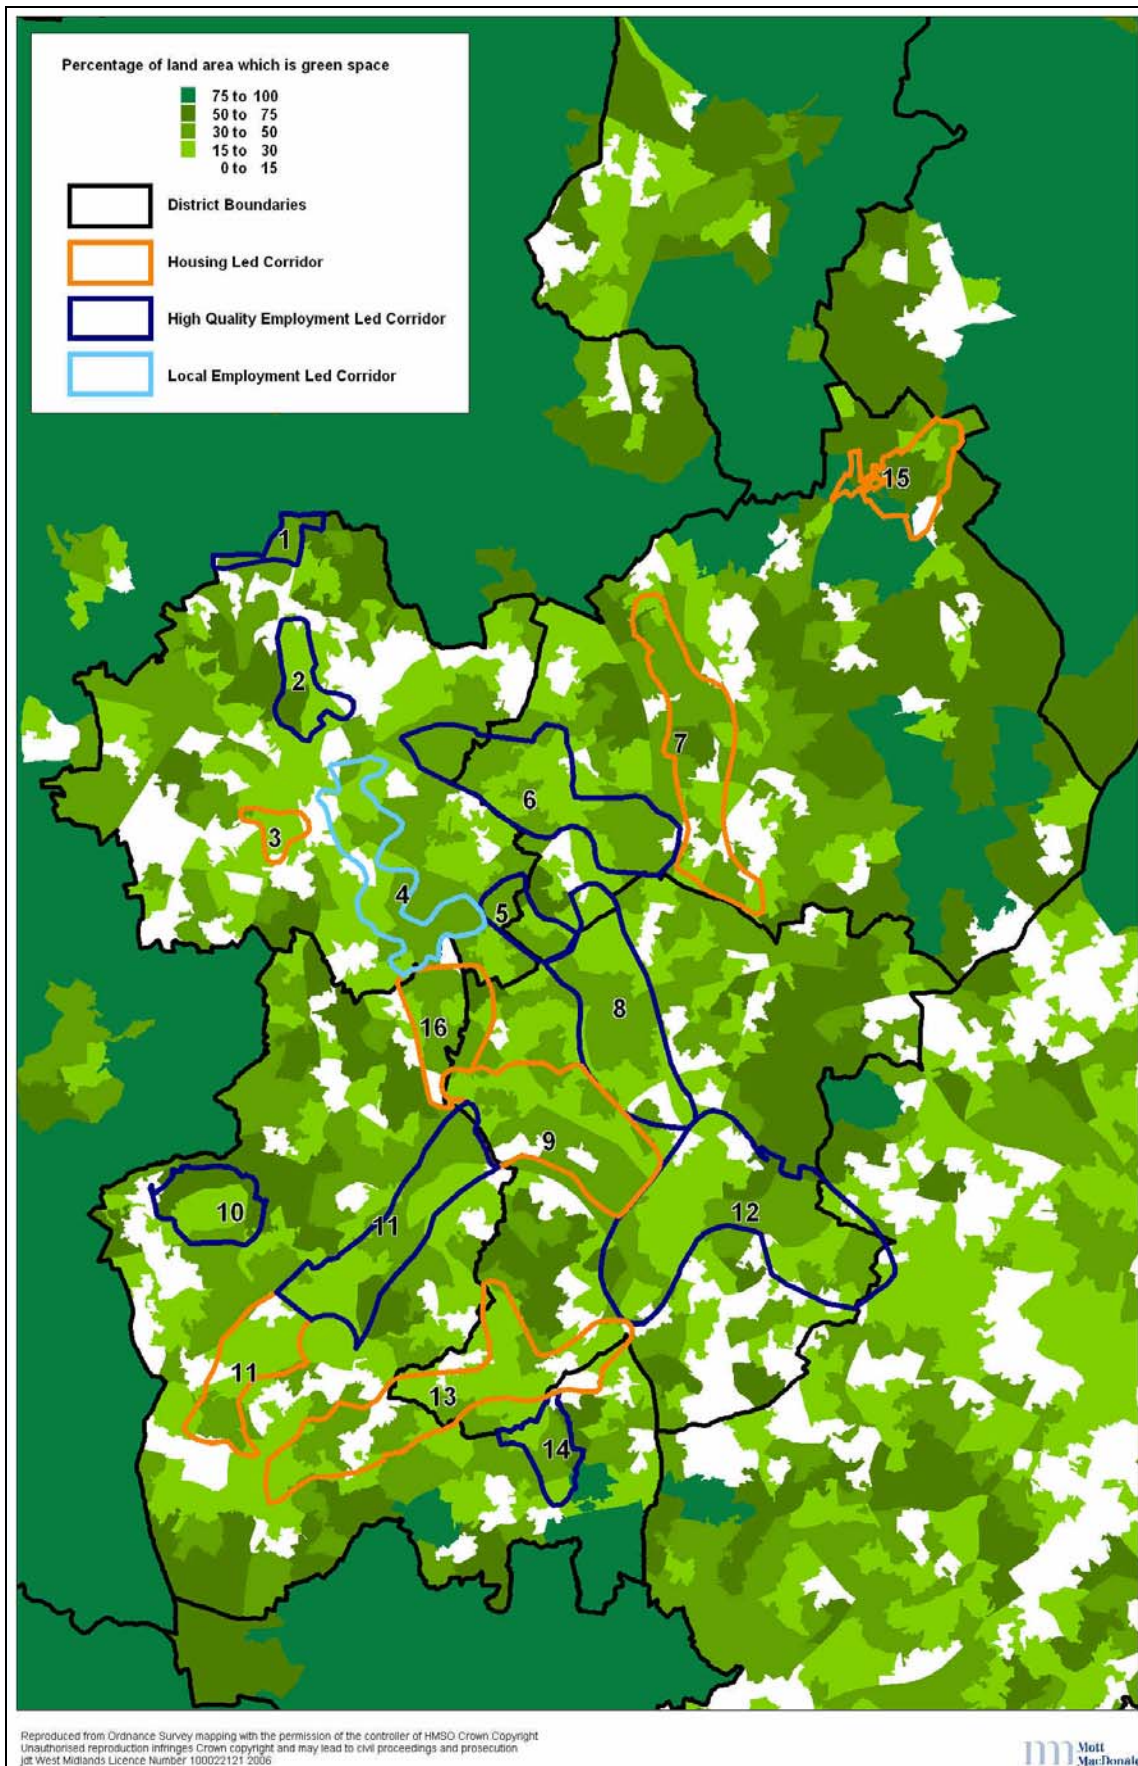 Percentage of land area which is green space
75 to 100
50 to 75
30 to 50
15 to 30
0 to 15
District Boundaries
Housing Led Corridor
High Quality Employment Led Corridor
Local Employment Led Corridor
15
1
2
7
6
3
4
5
8
16
9
10
11
12
11
13
14
Reproduced from Ordnance Survey mapping with the permission of the controller of HMSO Crown Copyright
Unauthorised reproduction infringes Crown copyright and may lead to civil proceedings and prosecution
jdt West Midlands Licence Number 100022121 2006
Mott
MacDonald